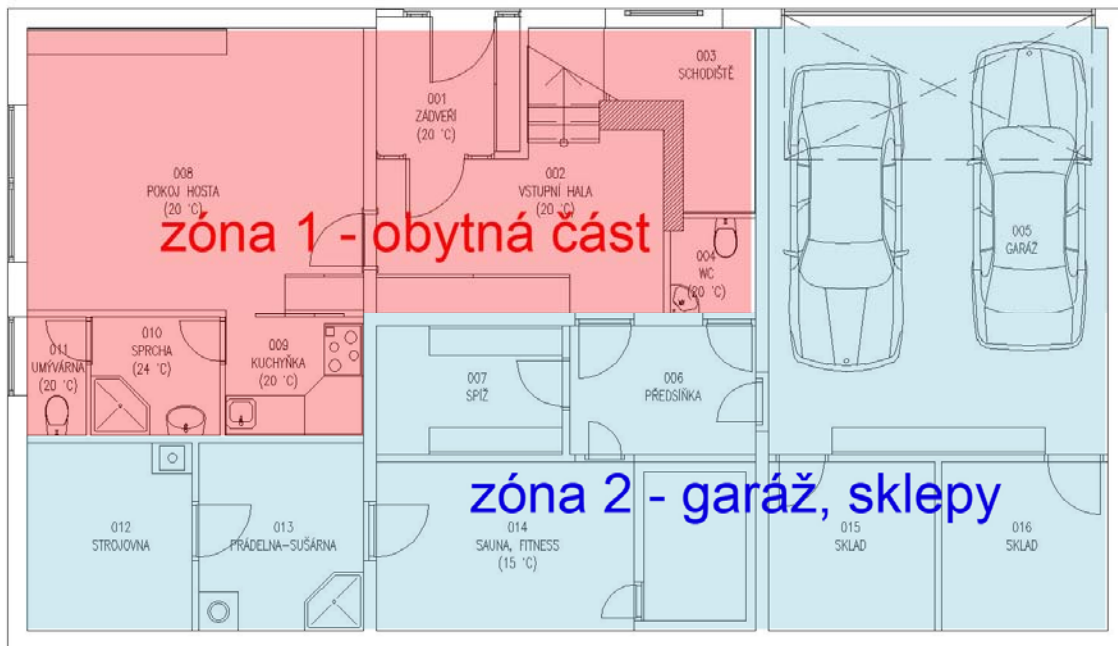 001
ZÁDVEŘÍ
(20 °C)
003
SCHODIŠTĚ
008
POKOJ HOSTA
(20 °C)
002
VSTUPNÍ HALA
(20 °C)
zóna 1 - obytná část
004
WC
(20 °C)
005
GARÁŽ
011
UMÝVÁRNA
(20 °C)
010
SPRCHA
(24 °C)
009
KUCHYŇKA
(20 °C)
007
SPÍŽ
006
PŘEDSÍŇKA
zóna 2 - garáž, sklepy
012
STROJOVNA
013
PRÁDELNA-SUŠÁRNA
014
SAUNA, FITNESS
(15 °C)
015
SKLAD
016
SKLAD